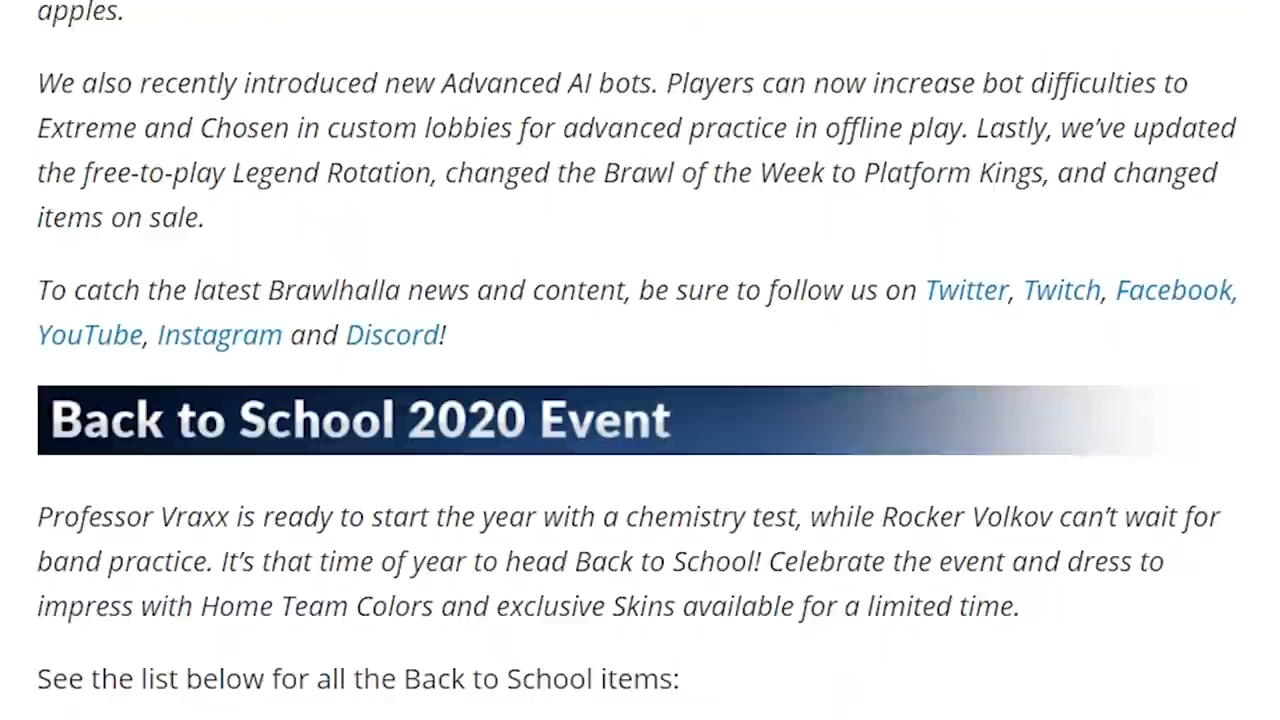 apples.
We also recently introduced new Advanced AI bots. Players can now increase bot difficulties to
Extreme and Chosen in custom lobbies for advanced practice in offline play. Lastly, we’ve updated
the free-to-play Legend Rotation, changed the Brawl of the Week to Platform Kings, and changed
items on sale.
To catch the latest Brawlhalla news and content, be sure to follow us on Twitter, Twitch, Facebook,
YouTube, Instagram and Discord!
Back to School 2020 Event
Professor Vraxx is ready to start the year with a chemistry test, while Rocker Volkov can’t wait for
band practice. It’s that time of year to head Back to School! Celebrate the event and dress to
impress with Home Team Colors and exclusive Skins available for a limited time.
See the list below for all the Back to School items: